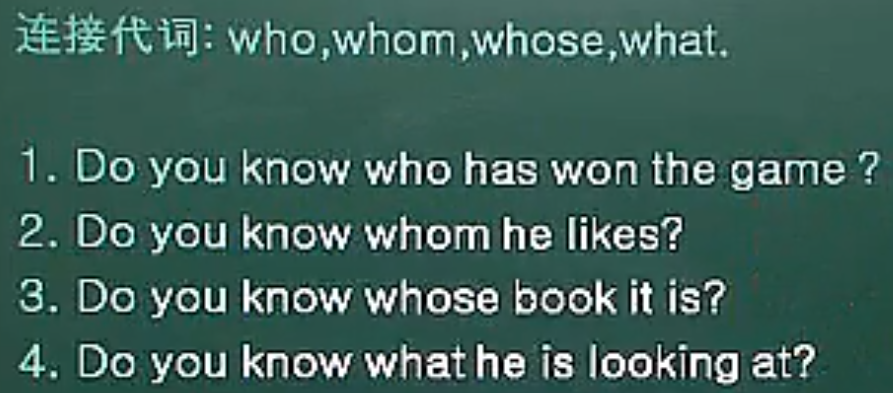 连接代词: who,whom,whose,what.
1. Do you know who has won the game ?
2. Do you know whom he likes?
3. Do you know whose book it is?
4. Do you know what he is looking at?